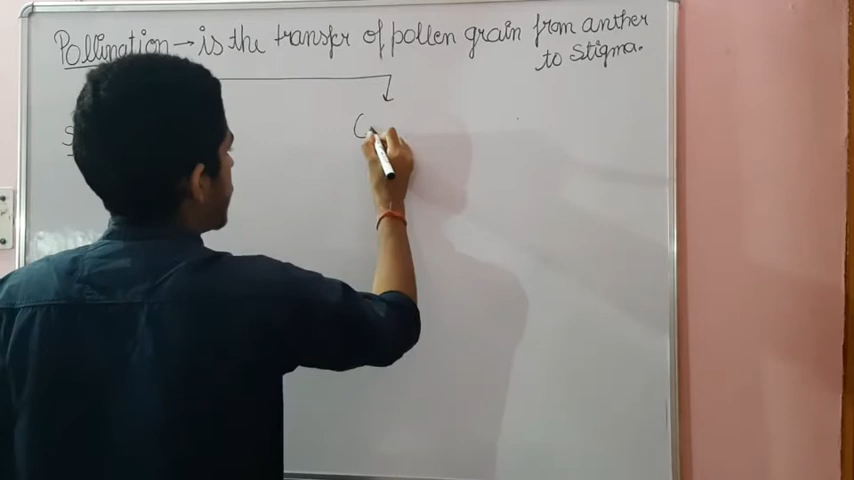 Pollination → is the transfer of pollen grain from anther
to Stigma.
S
C